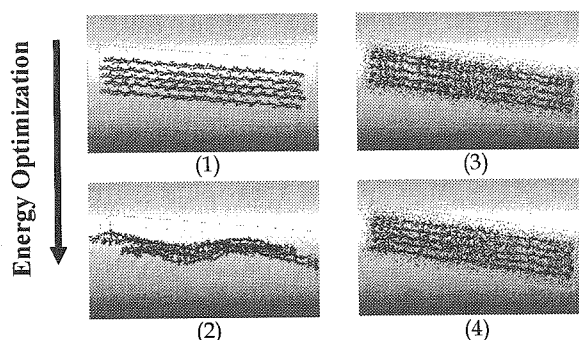 Energy Optimization
(1)
(3)
(2)
(4)